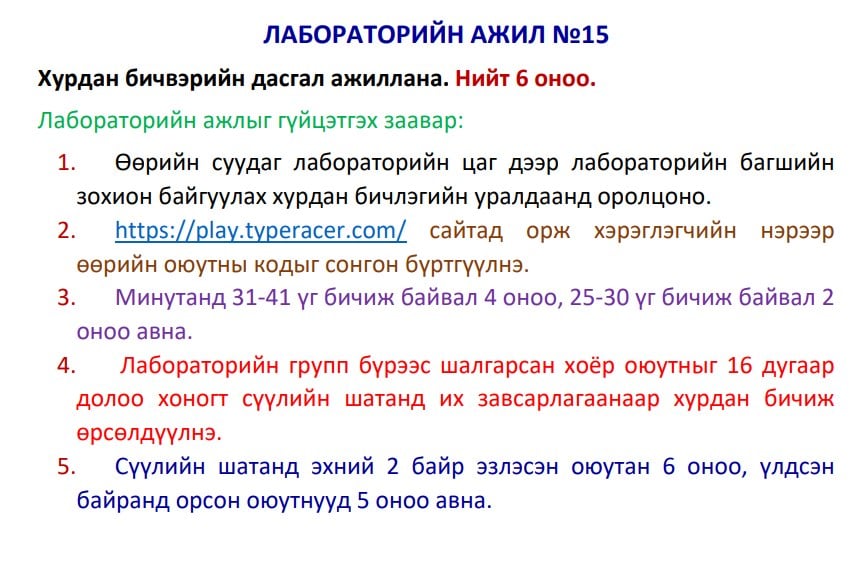 ЛАБОРАТОРИЙН АЖИЛ №15
Хурдан бичвэрийн дасгал ажиллана. Нийт 6 оноо.
Лабораторийн ажлыг гүйцэтгэх заавар:
1. Өөрийн суудаг лабораторийн цаг дээр лабораторийн багшийн
зохион байгуулах хурдан бичлэгийн уралдаанд оролцоно.
2. https://play.typeracer.com/ сайтад орж хэрэглэгчийн нэрээр
өөрийн оюутны кодыг сонгон бүртгүүлнэ.
3. Минутанд 31-41 үг бичиж байвал 4 оноо, 25-30 үг бичиж байвал 2
оноо авна.
4. Лабораторийн групп бүрээс шалгарсан хоёр оюутныг 16 дугаар
долоо хоногт сүүлийн шатанд их завсарлагаанаар хурдан бичиж
өрсөлдүүлнэ.
5. Сүүлийн шатанд эхний 2 байр эзлэсэн оюутан 6 оноо, үлдсэн
байранд орсон оюутнууд 5 оноо авна.